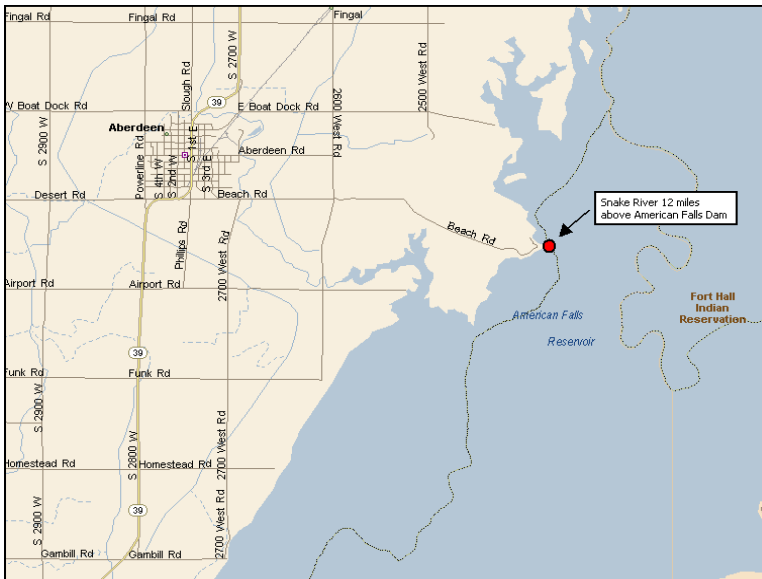 Fingal Rd
Fingal Rd
Fingal
S 2700 W
Slough Rd
39
W Boat Dock Rd
E Boat Dock Rd
2600 West Rd
2500 West Rd
Aberdeen
S 2900 W
Powerline Rd
S 4th W
S 2nd W
S 1st E
S 3rd E
Aberdeen Rd
Desert Rd
Beach Rd
Snake River 12 miles
above American Falls Dam
Beach Rd
Phillips Rd
2700 West Rd
Airport Rd
Airport Rd
Fort Hall
Indian
Reservation
American Falls
Reservoir
39
Funk Rd
Funk Rd
S 2900 W
S 2800 W
2700 West Rd
Homestead Rd
Homestead Rd
2700 West Rd
39
S 2900 W
2700 West Rd
Gambill Rd
Gambill Rd